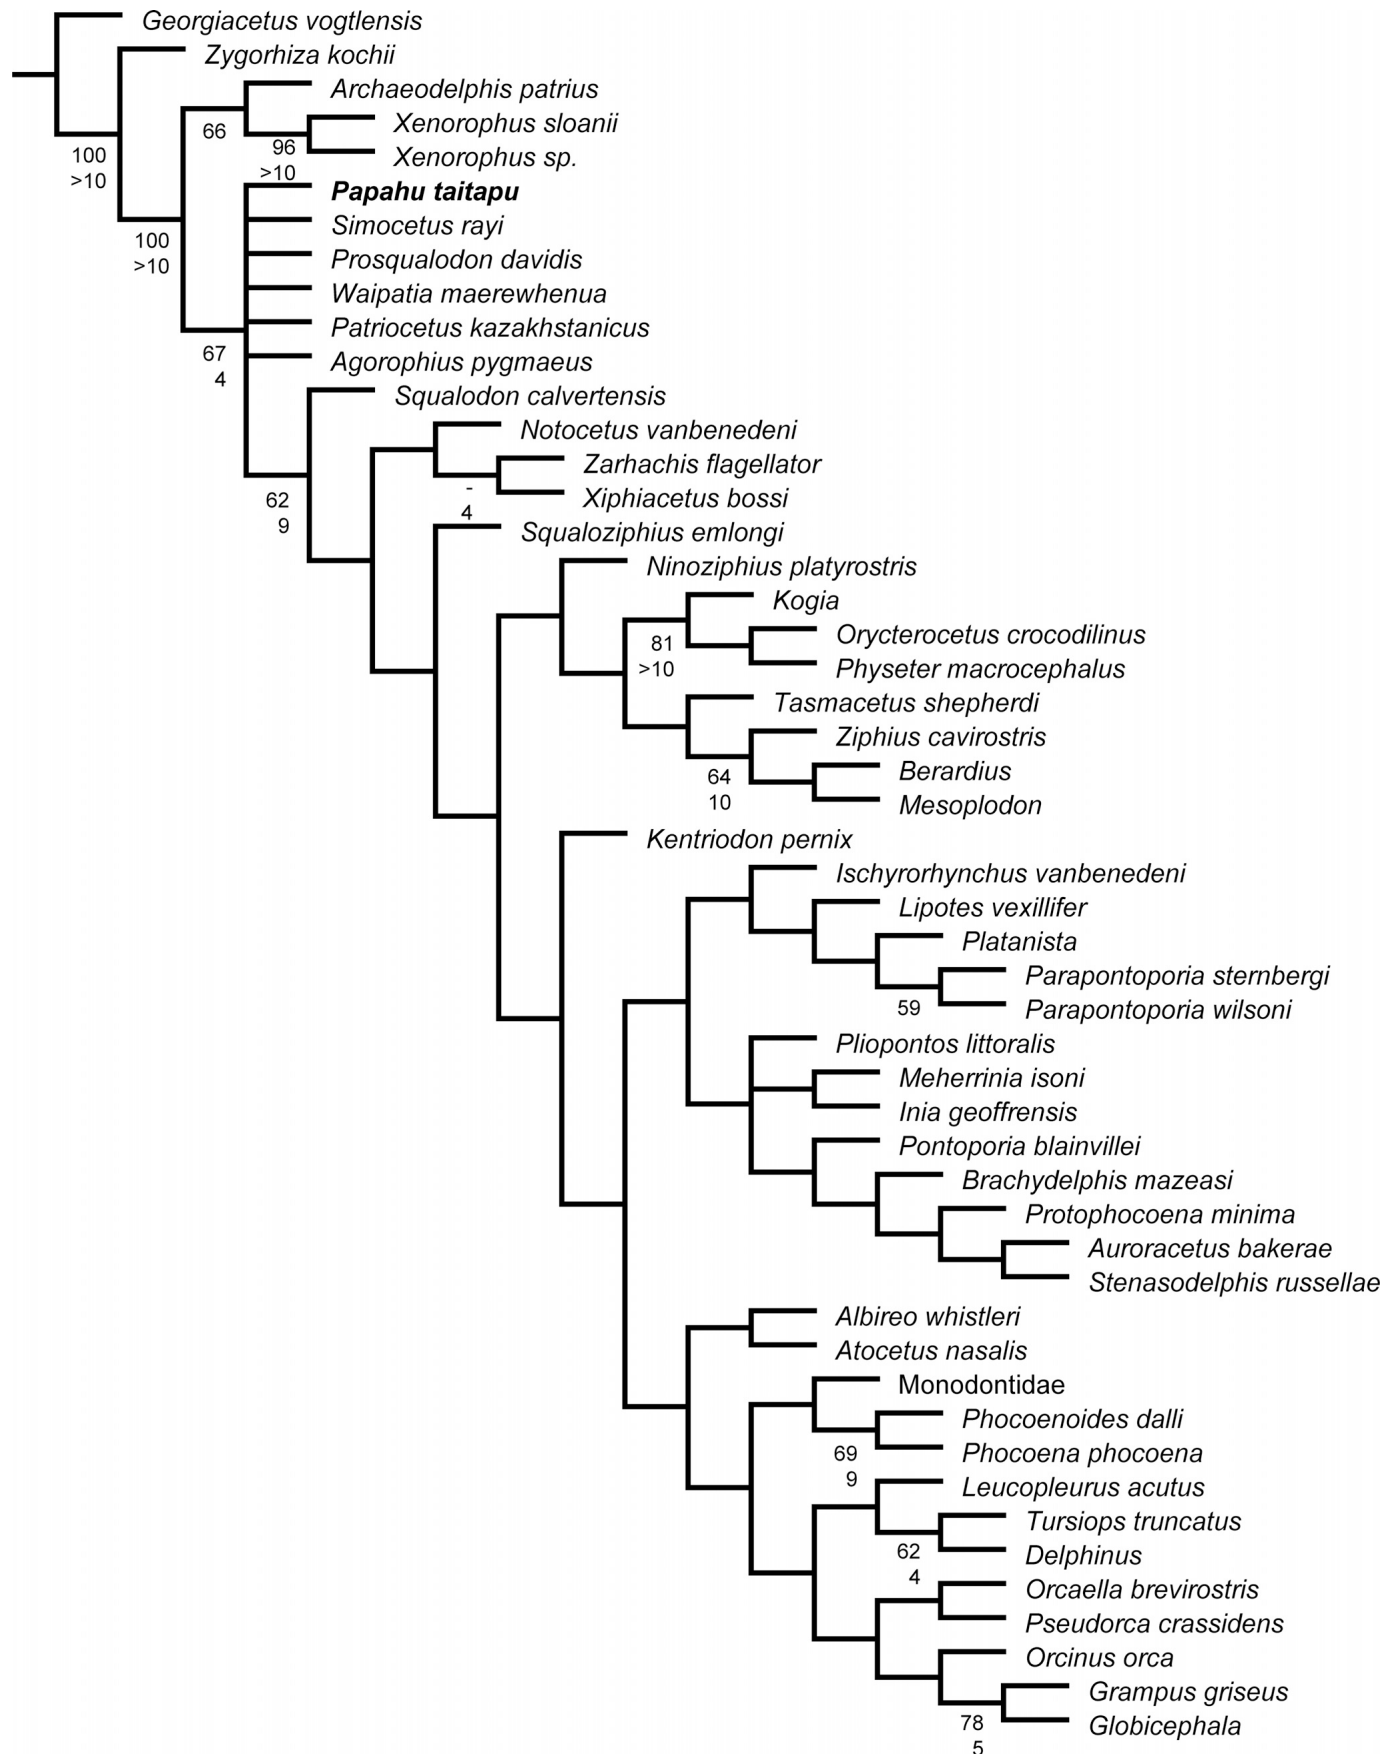 Georgiacetus vogtlensis
Zygorhiza kochii
Archaeodelphis patrius
66
Xenorophus sloanii
96
Xenorophus sp.
100
>10
>10
Papahu taitapu
Simocetus rayi
100
Prosqualodon davidis
>10
Waipatia maerewhenua
Patriocetus kazakhstanicus
67
Agorophius pygmaeus
4
Squalodon calvertensis
Notocetus vanbenedeni
Zarhachis flagellator
-
Xiphiacetus bossi
62
4
9
Squaloziphius emlongi
Ninoziphius platyrostris
Kogia
Orycterocetus crocodilinus
81
Physeter macrocephalus
>10
Tasmacetus shepherdi
Ziphius cavirostris
Berardius
64
10
Mesoplodon
Kentriodon pernix
Ischyrorhynchus vanbenedeni
Lipotes vexillifer
Platanista
Parapontoporia sternbergi
59
Parapontoporia wilsoni
Pliopontos littoralis
Meherrinia isoni
Inia geoffrensis
Pontoporia blainvillei
Brachydelphis mazeasi
Protophocoena minima
Auroracetus bakerae
Stenasodelphis russellae
Albireo whistleri
Atocetus nasalis
Monodontidae
Phocoenoides dalli
Phocoena phocoena
69
9
Leucopleurus acutus
Tursiops truncatus
62
Delphinus
4
Orcaella brevirostris
Pseudorca crassidens
Orcinus orca
Grampus griseus
78
Globicephala
5